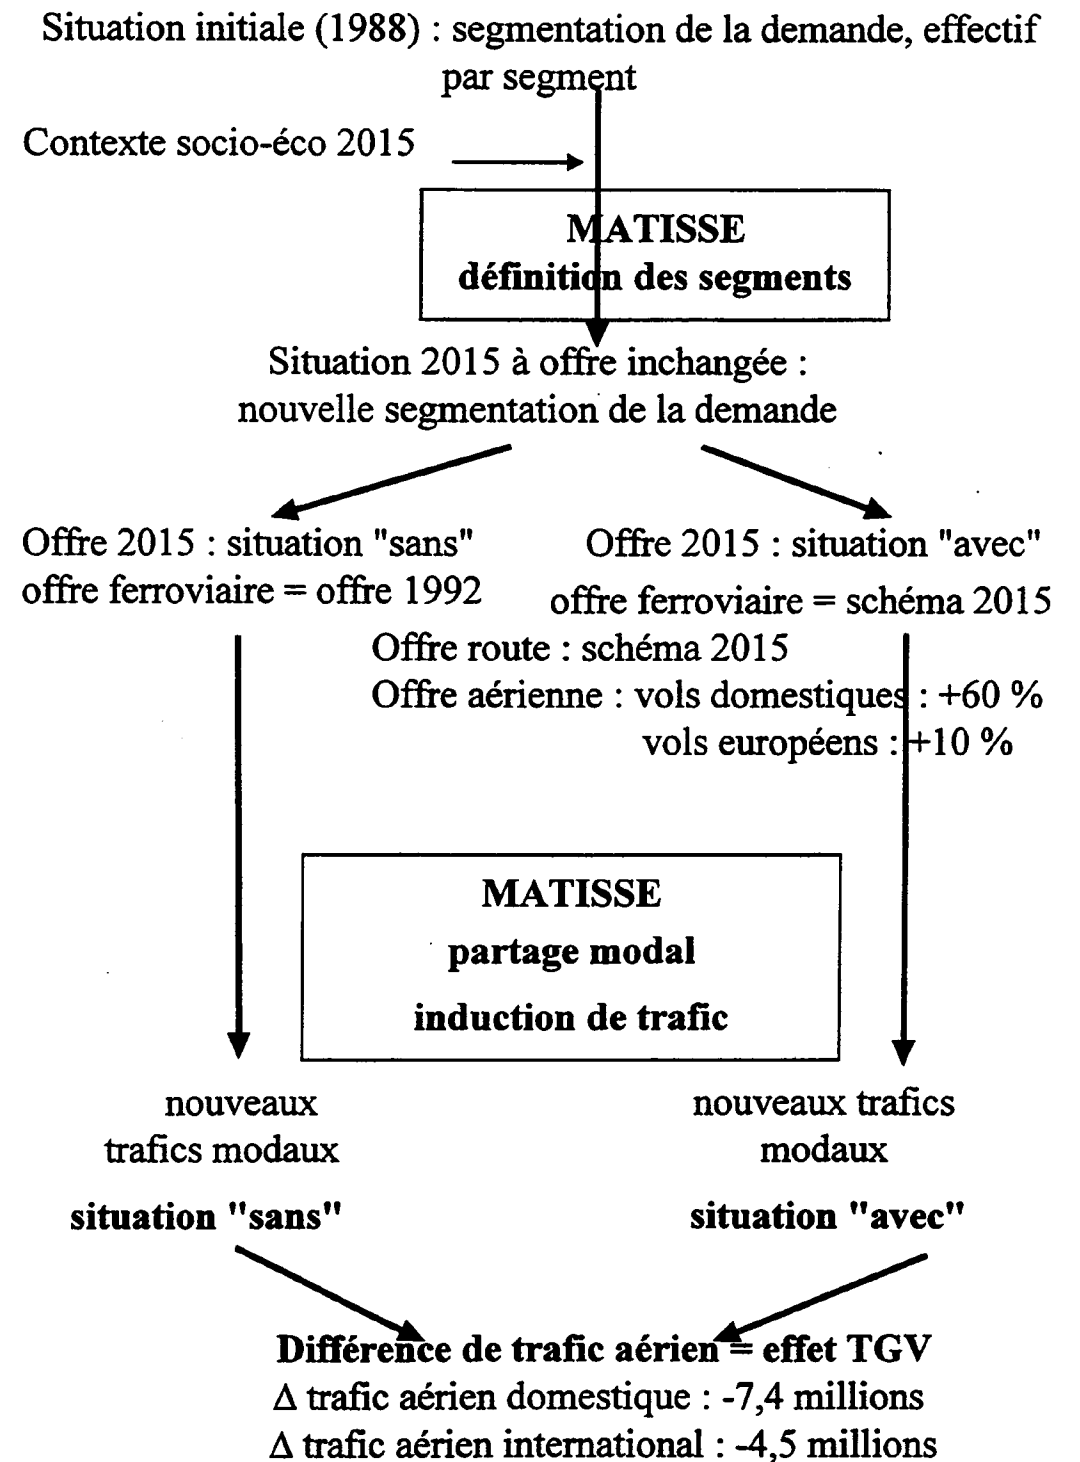 Situation initiale (1988) : segmentation de la demande, effectif
par segment
Contexte socio-éco 2015
MATISSE
définition des segments
Situation 2015 à offre inchangée :
nouvelle segmentation de la demande
Offre 2015 : situation "sans"
offre ferroviaire = offre 1992
Offre 2015 : situation "avec"
offre ferroviaire = schéma 2015
Offre route : schéma 2015
Offre aérienne : vols domestiques : +60 %
vols européens : +10 %
MATISSE
partage modal
induction de trafic
nouveaux
trafics modaux
situation "sans"
nouveaux trafics
modaux
situation "avec"
Différence de trafic aérien = effet TGV
Δ trafic aérien domestique : -7,4 millions
Δ trafic aérien international : -4,5 millions